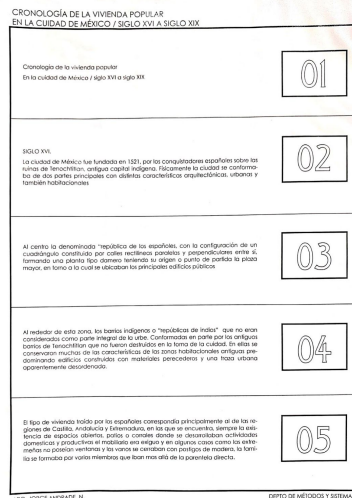 CRONOLOGÍA DE LA VIVIENDA POPULAR
EN LA CUIDAD DE MÉXICO / SIGLO XVI A SIGLO XIX
Cronología de la vivienda popular
En la cuidad de México / siglo XVI a siglo XIX
01
SIGLO XVI.
La ciudad de México fue fundada en 1521, por los conquistadores españoles sobre las
ruinas de Tenochtitlan, antigua capital indígena. Físicamente la ciudad se conforma-
ba de dos partes principales con distintas características arquitectónicas, urbanas y
también habitacionales
02
Al centro la denominada "república de los españoles, con la configuración de un
cuadrángulo constituido por calles rectilíneas paralelas y perpendiculares entre sí,
formando una planta tipo damero teniendo su origen o punto de partida la plaza
mayor, en torno a la cual se ubicaban los principales edificios públicos
03
Al rededor de esta zona, los barrios indígenas o "repúblicas de indios" que no eran
consideradas como parte integral de la urbe. Conformadas en parte por los antiguos
barrios de Tenochtitlan que no fueron destruidos en la toma de la cuidad. En ellas se
conservaron muchas de las características de las zonas habitacionales antiguas pre-
dominando edificios construidos con materiales perecederos y una traza urbana
aparentemente desordenada.
04
El tipo de vivienda traído por los españoles correspondía principalmente al de las re-
giones de Castilla, Andalucía y Extremadura, en las que se encuentra, siempre la exis-
tencia de espacios abiertos, patios o corrales donde se desarrollaban actividades
domesticas y productivas el mobiliario era exiguo y en algunos casos como las extre-
meñas no poseían ventanas y los vanos se cerraban con postigos de madera, la fami-
lia se formaba por varios miembros que iban más allá de la parentela directa.
05
JORGE ANDRADE. N
DEPTO DE MÉTODOS Y SISTEMA